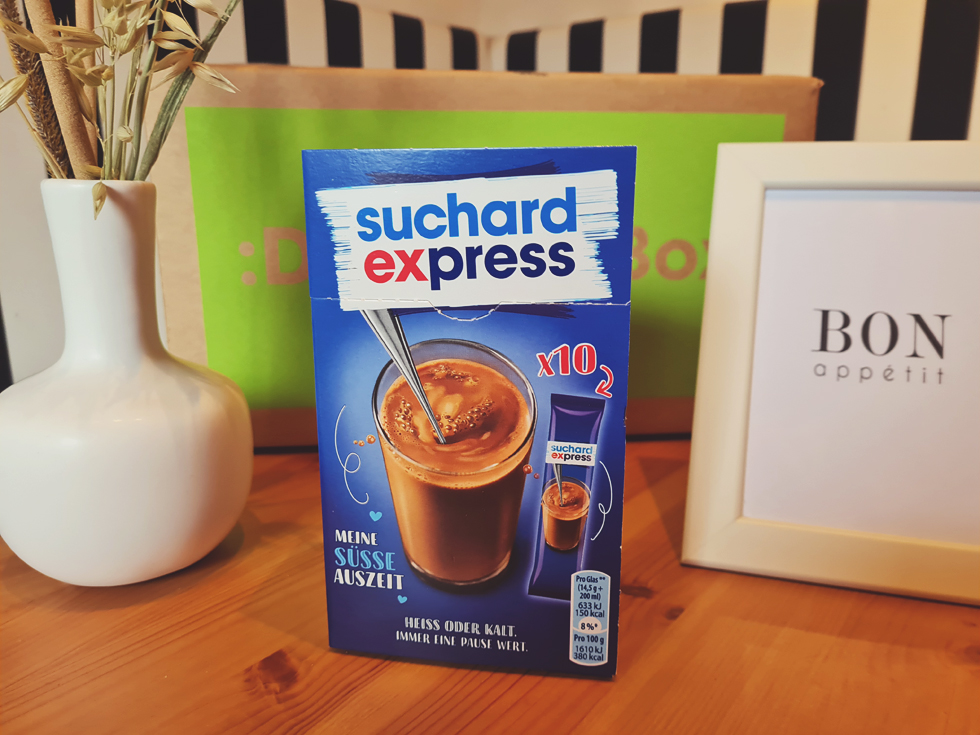 suchard
express
x10
suchard
express
MEINE
SÜSSE
AUSZEIT
HEISS ODER KALT.
IMMER EINE PAUSE WERT.
Pro Glas **
(14,5 g +
200 ml)
633 kJ
150 kcal
8%*
Pro 100 g
1610 kJ
380 kcal
:D Box
BON
appétit